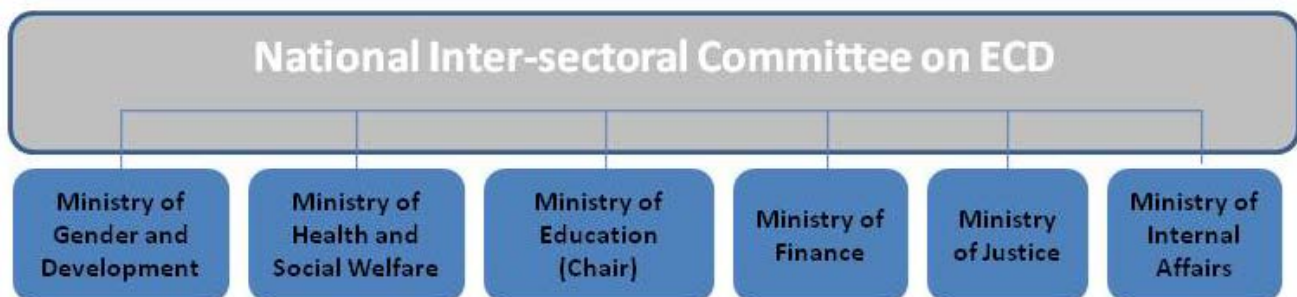 National Inter-sectoral Committee on ECD
Ministry of
Gender and
Development
Ministry of
Health and
Social Welfare
Ministry of
Education
(Chair)
Ministry of
Finance
Ministry
of Justice
Ministry of
Internal
Affairs